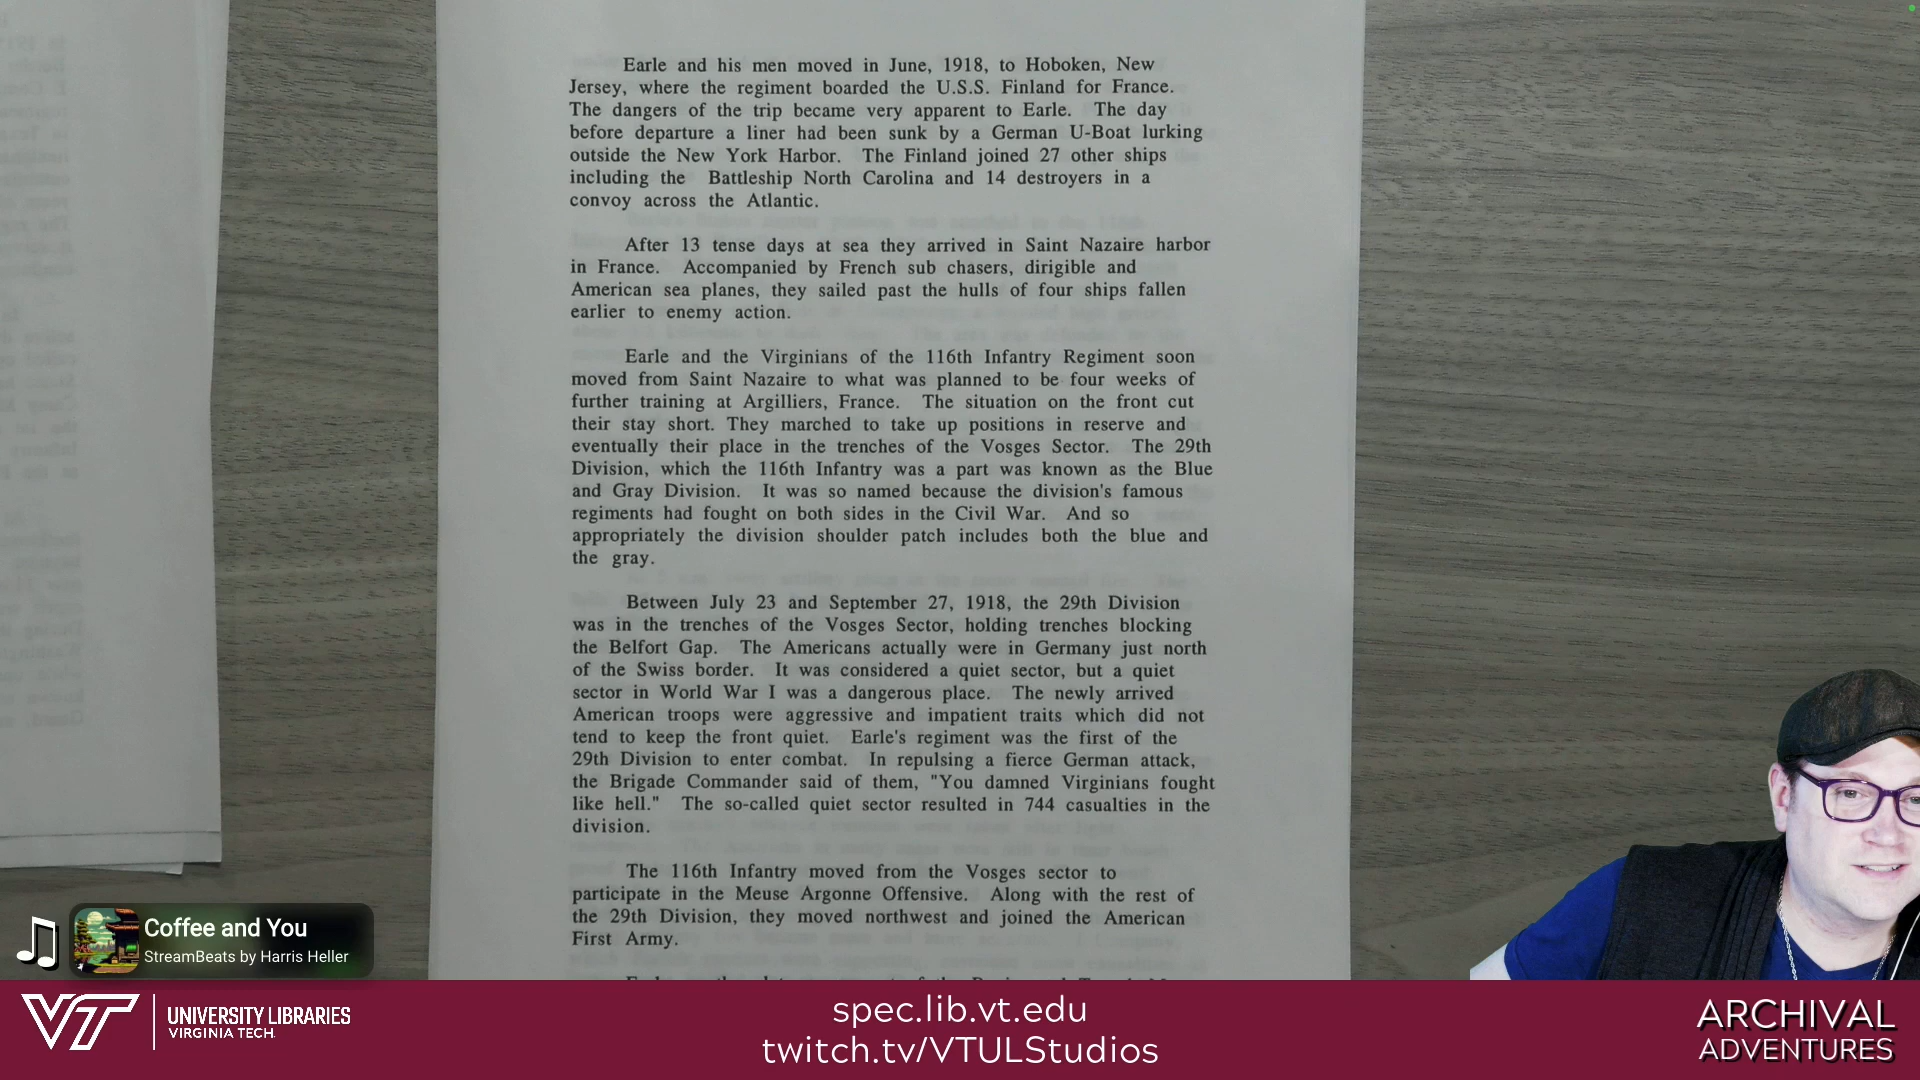 Earle and his men moved in June, 1918, to Hoboken, New
Jersey, where the regiment boarded the U.S.S. Finland for France.
The dangers of the trip became very apparent to Earle. The day
before departure a liner had been sunk by a German U-Boat lurking
outside the New York Harbor. The Finland joined 27 other ships
including the Battleship North Carolina and 14 destroyers in a
convoy across the Atlantic.
After 13 tense days at sea they arrived in Saint Nazaire harbor
in France. Accompanied by French sub chasers, dirigible and
American sea planes, they sailed past the hulls of four ships fallen
earlier to enemy action.
Earle and the Virginians of the 116th Infantry Regiment soon
moved from Saint Nazaire to what was planned to be four weeks of
further training at Argilliers, France. The situation on the front cut
their stay short. They marched to take up positions in reserve and
eventually their place in the trenches of the Vosges Sector. The 29th
Division, which the 116th Infantry was a part was known as the Blue
and Gray Division. It was so named because the division's famous
regiments had fought on both sides in the Civil War. And so
appropriately the division shoulder patch includes both the blue and
the gray.
Between July 23 and September 27, 1918, the 29th Division
was in the trenches of the Vosges Sector, holding trenches blocking
the Belfort Gap. The Americans actually were in Germany just north
of the Swiss border. It was considered a quiet sector, but a quiet
sector in World War I was a dangerous place. The newly arrived
American troops were aggressive and impatient traits which did not
tend to keep the front quiet. Earle's regiment was the first of the
29th Division to enter combat. In repulsing a fierce German attack,
the Brigade Commander said of them, "You damned Virginians fought
like hell." The so-called quiet sector resulted in 744 casualties in the
division.
The 116th Infantry moved from the Vosges sector to
participate in the Meuse Argonne Offensive. Along with the rest of
the 29th Division, they moved northwest and joined the American
First Army.
Coffee and You
StreamBeats by Harris Heller
VT
UNIVERSITY LIBRARIES
VIRGINIA TECH.
spec.lib.vt.edu
twitch.tv/VTULStudios
ARCHIVAL
ADVENTURES